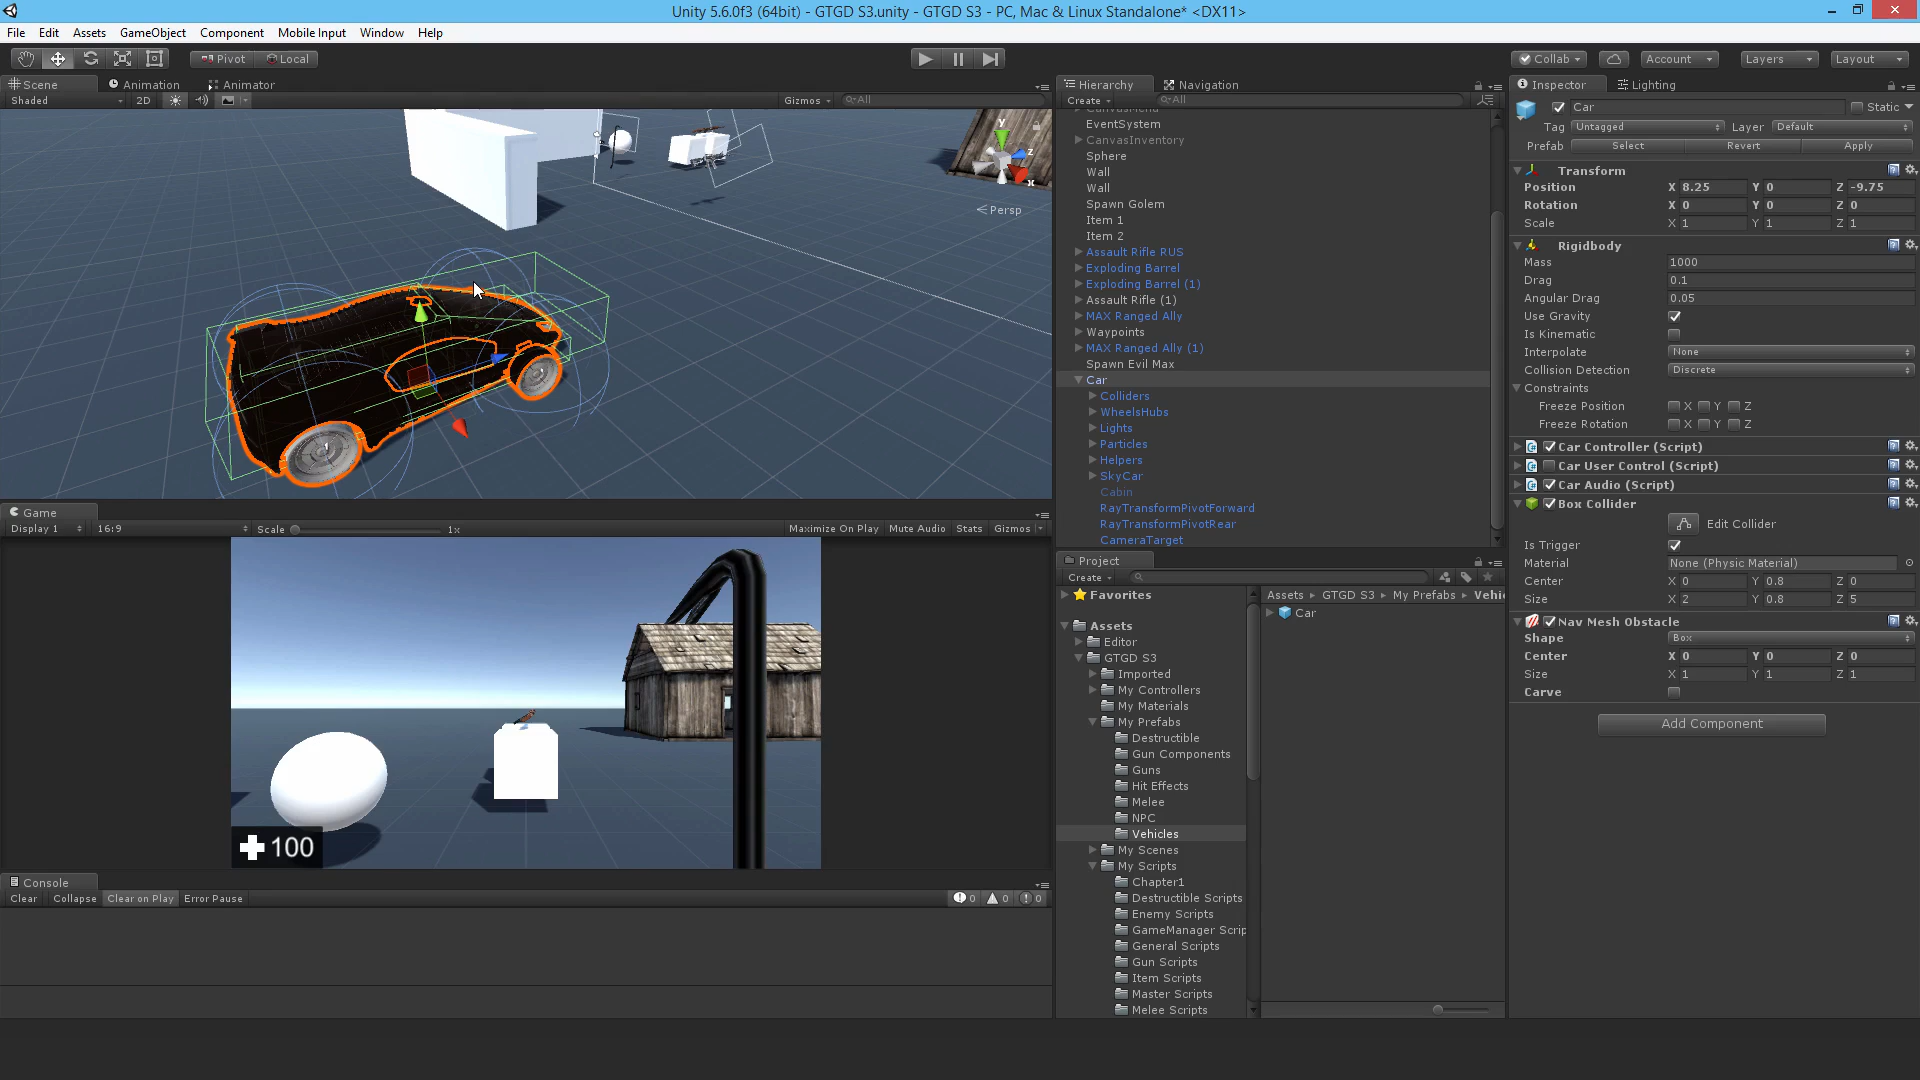 Unity 5.6.0f3 (64bit) - GTGD S3.unity - GTGD S3 - PC, Mac & Linux Standalone* <DX11>
File Edit Assets GameObject Component Mobile Input Window Help
Pivot Local Collab Account Layers Layout
Scene Animation Animator
Shaded 2D Gizmos All
y
z
x
Persp
Game
Display 1 16:9 Scale 1x Maximize On Play Mute Audio Stats Gizmos
100
Console
Clear Collapse Clear on Play Error Pause 0 0 0
Hierarchy Navigation
Create All
EventSystem
CanvasInventory
Sphere
Wall
Wall
Spawn Golem
Item 1
Item 2
Assault Rifle RUS
Exploding Barrel
Exploding Barrel (1)
Assault Rifle (1)
MAX Ranged Ally
Waypoints
MAX Ranged Ally (1)
Spawn Evil Max
Car
Colliders
WheelsHubs
Lights
Particles
Helpers
SkyCar
Cabin
RayTransformPivotForward
RayTransformPivotRear
CameraTarget
Project
Create
Favorites
Assets
Editor
GTGD S3
Imported
My Controllers
My Materials
My Prefabs
Destructible
Gun Components
Guns
Hit Effects
Melee
NPC
Vehicles
My Scenes
My Scripts
Chapter1
Destructible Scripts
Enemy Scripts
GameManager Scrip
General Scripts
Gun Scripts
Item Scripts
Master Scripts
Melee Scripts
Assets GTGD S3 My Prefabs Vehic
Car
Inspector Lighting
Car Static
Tag Untagged Layer Default
Prefab Select Revert Apply
Transform
Position X 8.25 Y 0 Z -9.75
Rotation X 0 Y 0 Z 0
Scale X 1 Y 1 Z 1
Rigidbody
Mass 1000
Drag 0.1
Angular Drag 0.05
Use Gravity
Is Kinematic
Interpolate None
Collision Detection Discrete
Constraints
Freeze Position X Y Z
Freeze Rotation X Y Z
Car Controller (Script)
Car User Control (Script)
Car Audio (Script)
Box Collider
Edit Collider
Is Trigger
Material None (Physic Material)
Center X 0 Y 0.8 Z 0
Size X 2 Y 0.8 Z 5
Nav Mesh Obstacle
Shape Box
Center X 0 Y 0 Z 0
Size X 1 Y 1 Z 1
Carve
Add Component